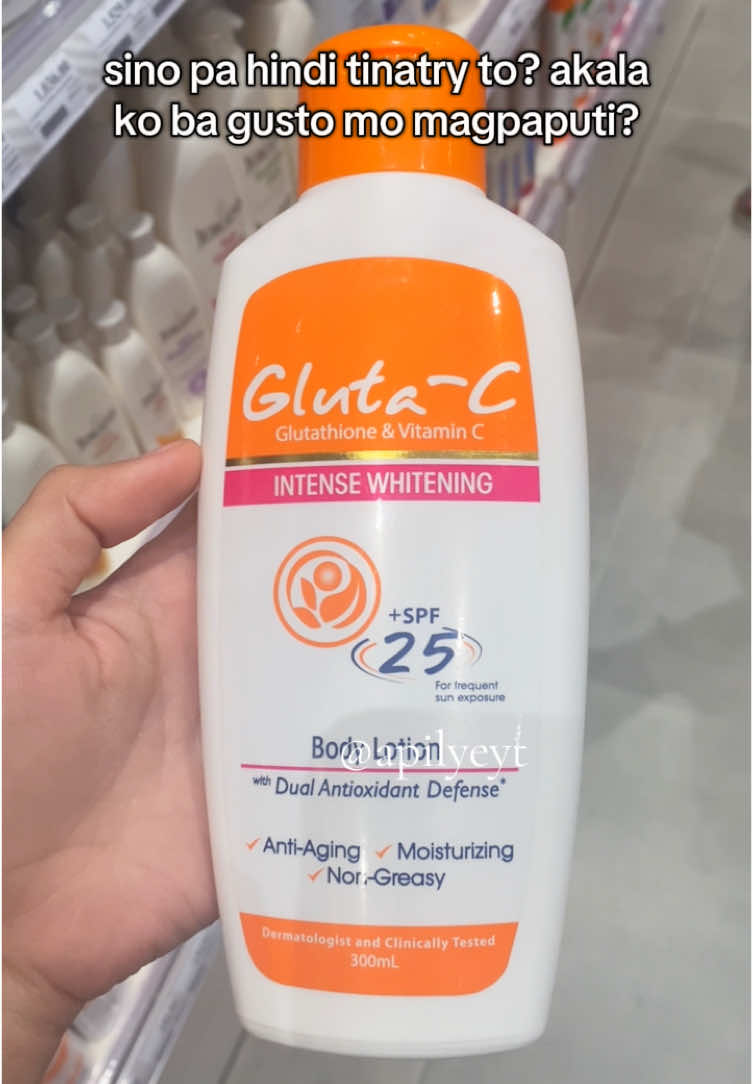 sino pa hindi tinatry to? akala
ko ba gusto mo magpaputi?
Gluta-C
Glutathione & Vitamin C
INTENSE WHITENING
+SPF
25
For frequent
sun exposure
Body Lotion
@apilyeyt
with Dual Antioxidant Defense*
✓Anti-Aging ✓ Moisturizing
✓Non-Greasy
Dermatologist and Clinically Tested
300mL